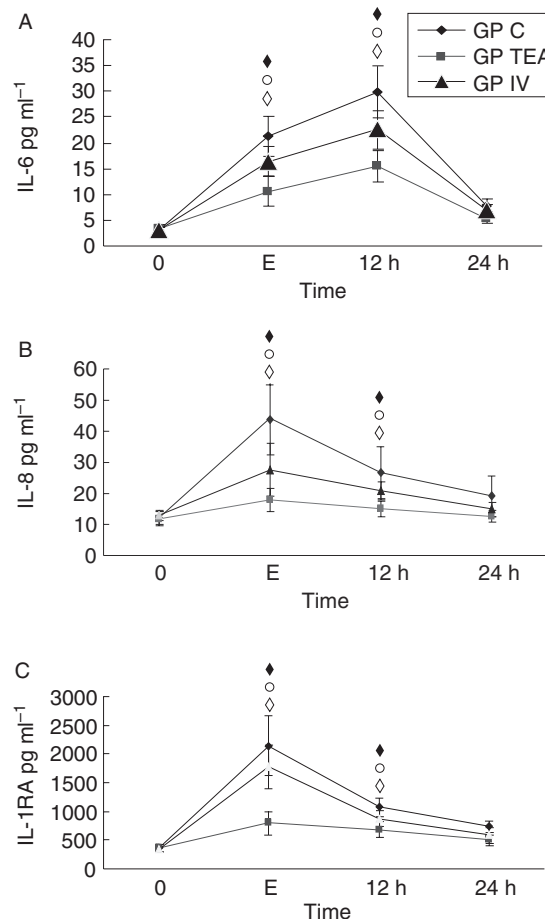 A
GP C
GP TEA
GP IV
IL-6 pg ml⁻¹
40
35
30
25
20
15
10
5
0
0 E 12 h 24 h
Time
B
IL-8 pg ml⁻¹
60
50
40
30
20
10
0
0 E 12 h 24 h
Time
C
IL-1RA pg ml⁻¹
3000
2500
2000
1500
1000
500
0
0 E 12 h 24 h
Time